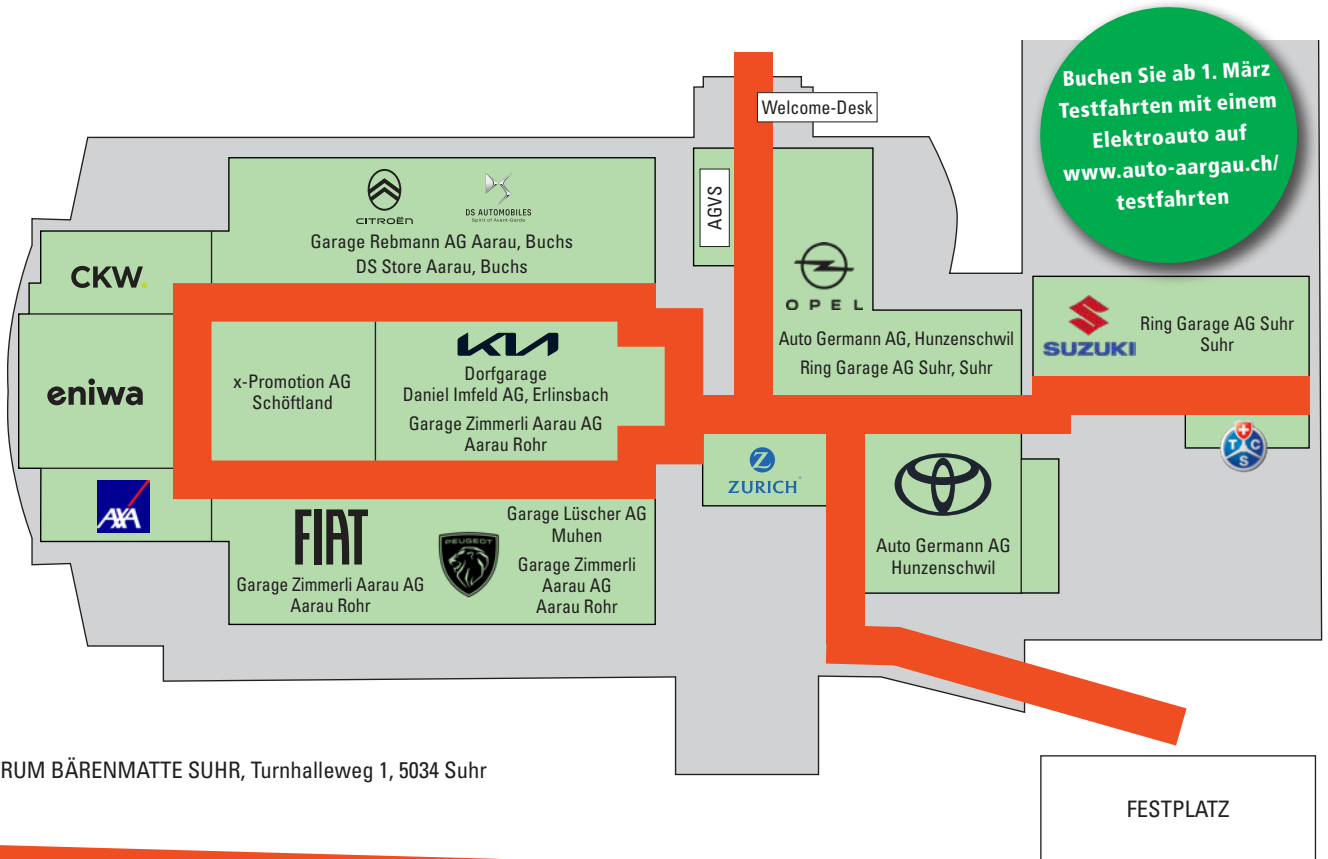 Buchen Sie ab 1. März
Testfahrten mit einem
Elektroauto auf
www.auto-aargau.ch/
testfahrten
Welcome-Desk
AGVS
CITROËN
DS AUTOMOBILES
Spirit of Avant-Garde
Garage Rebmann AG Aarau, Buchs
DS Store Aarau, Buchs
CKW.
OPEL
Auto Germann AG, Hunzenschwil
Ring Garage AG Suhr, Suhr
SUZUKI
Ring Garage AG Suhr
Suhr
eniwa
x-Promotion AG
Schöftland
KIA
Dorfgarage
Daniel Imfeld AG, Erlinsbach
Garage Zimmerli Aarau AG
Aarau Rohr
TCS
Z
ZURICH
AXA
FIAT
Garage Zimmerli Aarau AG
Aarau Rohr
PEUGEOT
Garage Lüscher AG
Muhen
Garage Zimmerli
Aarau AG
Aarau Rohr
Auto Germann AG
Hunzenschwil
TRUM BÄRENMATTE SUHR, Turnhalleweg 1, 5034 Suhr
FESTPLATZ